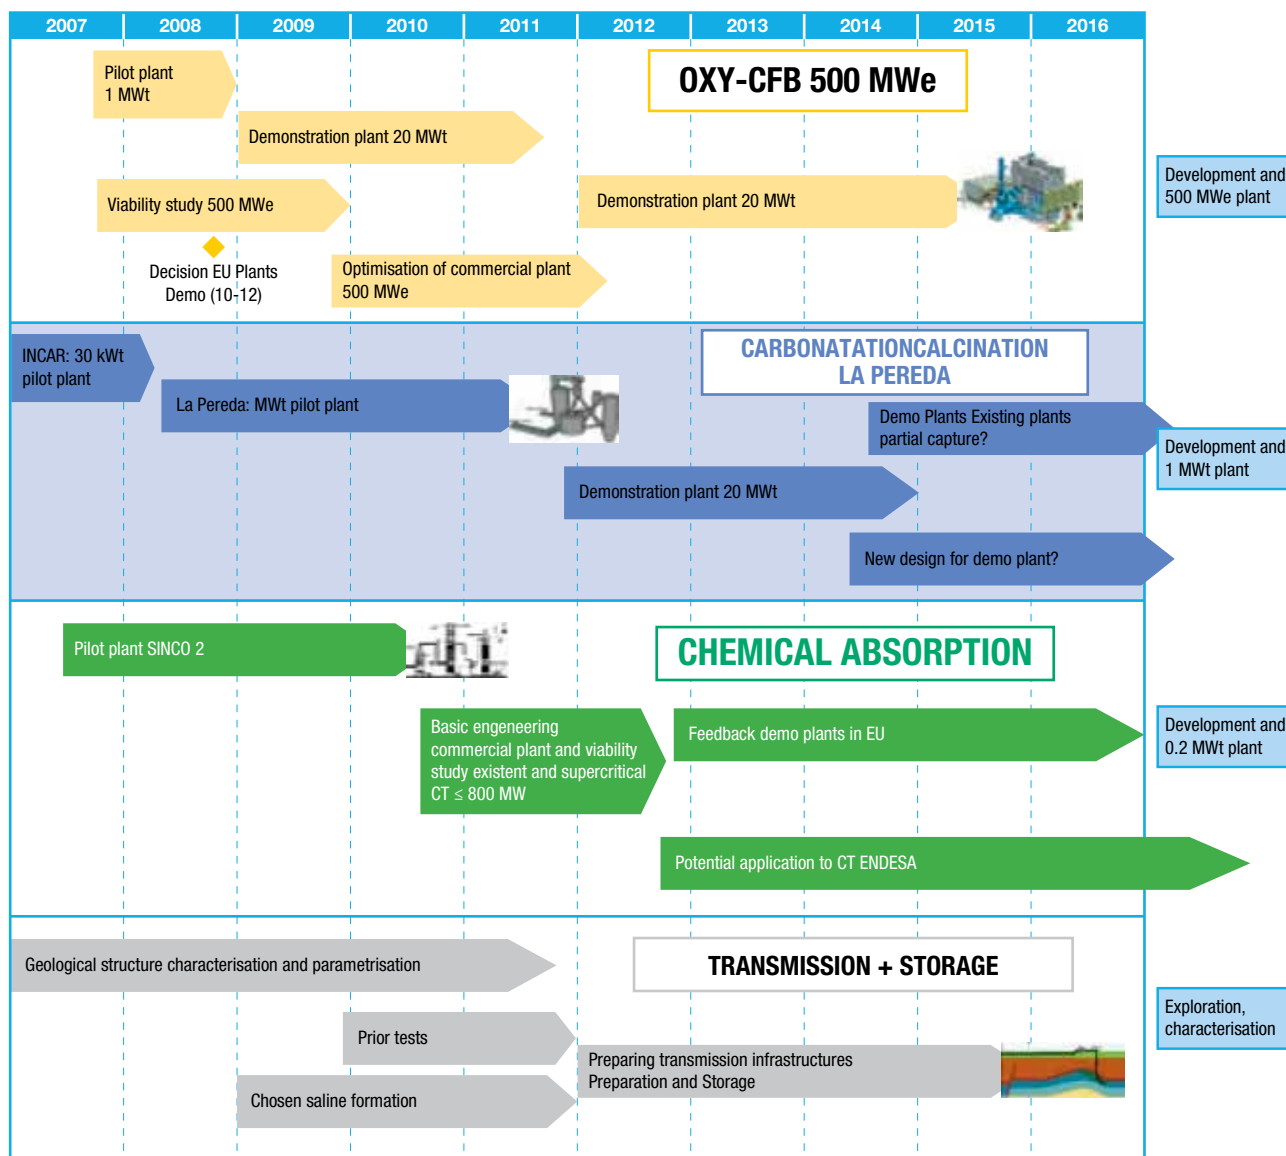 2007 2008 2009 2010 2011 2012 2013 2014 2015 2016
OXY-CFB 500 MWe
Pilot plant
1 MWt
Demonstration plant 20 MWt
Viability study 500 MWe
Demonstration plant 20 MWt
Decision EU Plants
Demo (10-12)
Optimisation of commercial plant
500 MWe
Development and
500 MWe plant
CARBONATATIONCALCINATION
LA PEREDA
INCAR: 30 kWt
pilot plant
La Pereda: MWt pilot plant
Demo Plants Existing plants
partial capture?
Demonstration plant 20 MWt
New design for demo plant?
Development and
1 MWt plant
CHEMICAL ABSORPTION
Pilot plant SINCO 2
Basic engeneering
commercial plant and viability
study existent and supercritical
CT ≤ 800 MW
Feedback demo plants in EU
Potential application to CT ENDESA
Development and
0.2 MWt plant
TRANSMISSION + STORAGE
Geological structure characterisation and parametrisation
Prior tests
Preparing transmission infrastructures
Preparation and Storage
Chosen saline formation
Exploration,
characterisation